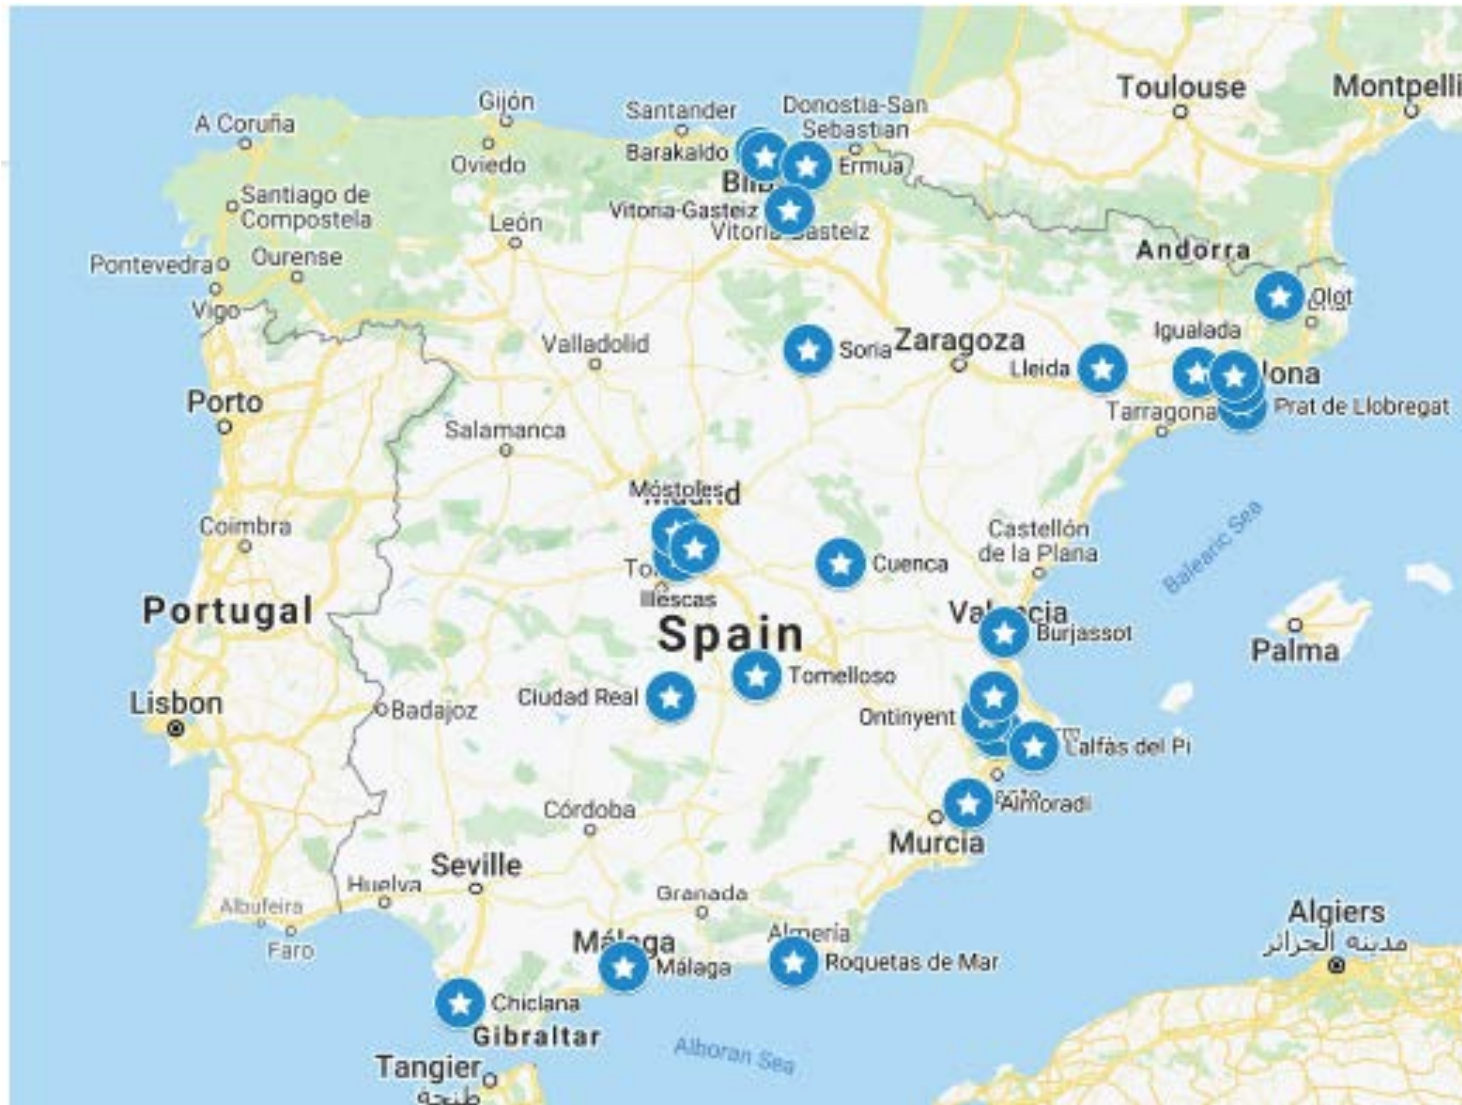 Toulouse
Montpelli
Gijón
Santander
Donostia-San
Sebastian
A Coruña
Oviedo
Barakaldo
Ermua
Santiago de
Compostela
Vitoria-Gasteiz
León
Andorra
Pontevedra
Ourense
Vigo
Olot
Igualada
Valladolid
Soria
Zaragoza
Lleida
lona
Porto
Tarragona
Prat de Llobregat
Salamanca
Móstoles
Coimbra
Castellón
de la Plana
Balearic Sea
Cuenca
Illescas
Portugal
Spain
Burjassot
Palma
Tomelloso
Ciudad Real
Lisbon
Badajoz
Ontinyent
L'alfàs del Pi
Almoradi
Córdoba
Murcia
Seville
Huelva
Granada
Albufeira
Faro
Almería
Algiers
مدينة الجزائر
Málaga
Málaga
Roquetas de Mar
Chiclana
Gibraltar
Alboran Sea
Tangier
طنجة